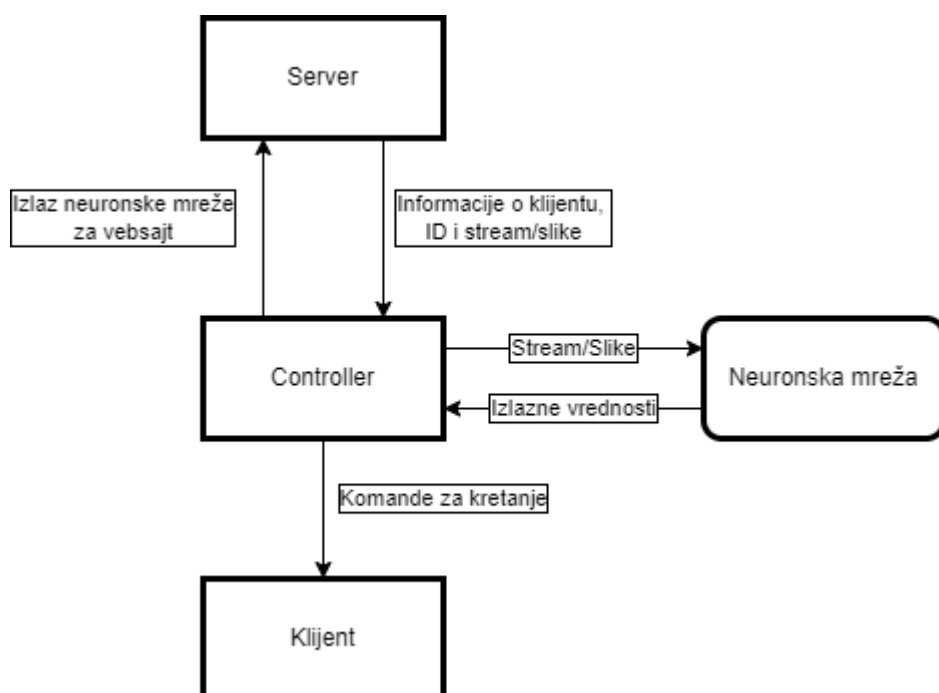 Server
Izlaz neuronske mreže
za vebsajt
Informacije o klijentu,
ID i stream/slike
Controller
Stream/Slike
Neuronska mreža
Izlazne vrednosti
Komande za kretanje
Klijent